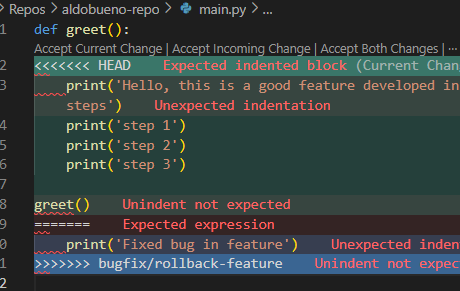 Repos > aldobueno-repo > main.py > ...
1 def greet():
Accept Current Change | Accept Incoming Change | Accept Both Changes | ...
2 <<<<<<< HEAD Expected indented block (Current Chan
3 print('Hello, this is a good feature developed in
steps') Unexpected indentation
4 print('step 1')
5 print('step 2')
6 print('step 3')
7
8 greet() Unindent not expected
9 ======= Expected expression
0 print('Fixed bug in feature') Unexpected inden
1 >>>>>>> bugfix/rollback-feature Unindent not expec
2